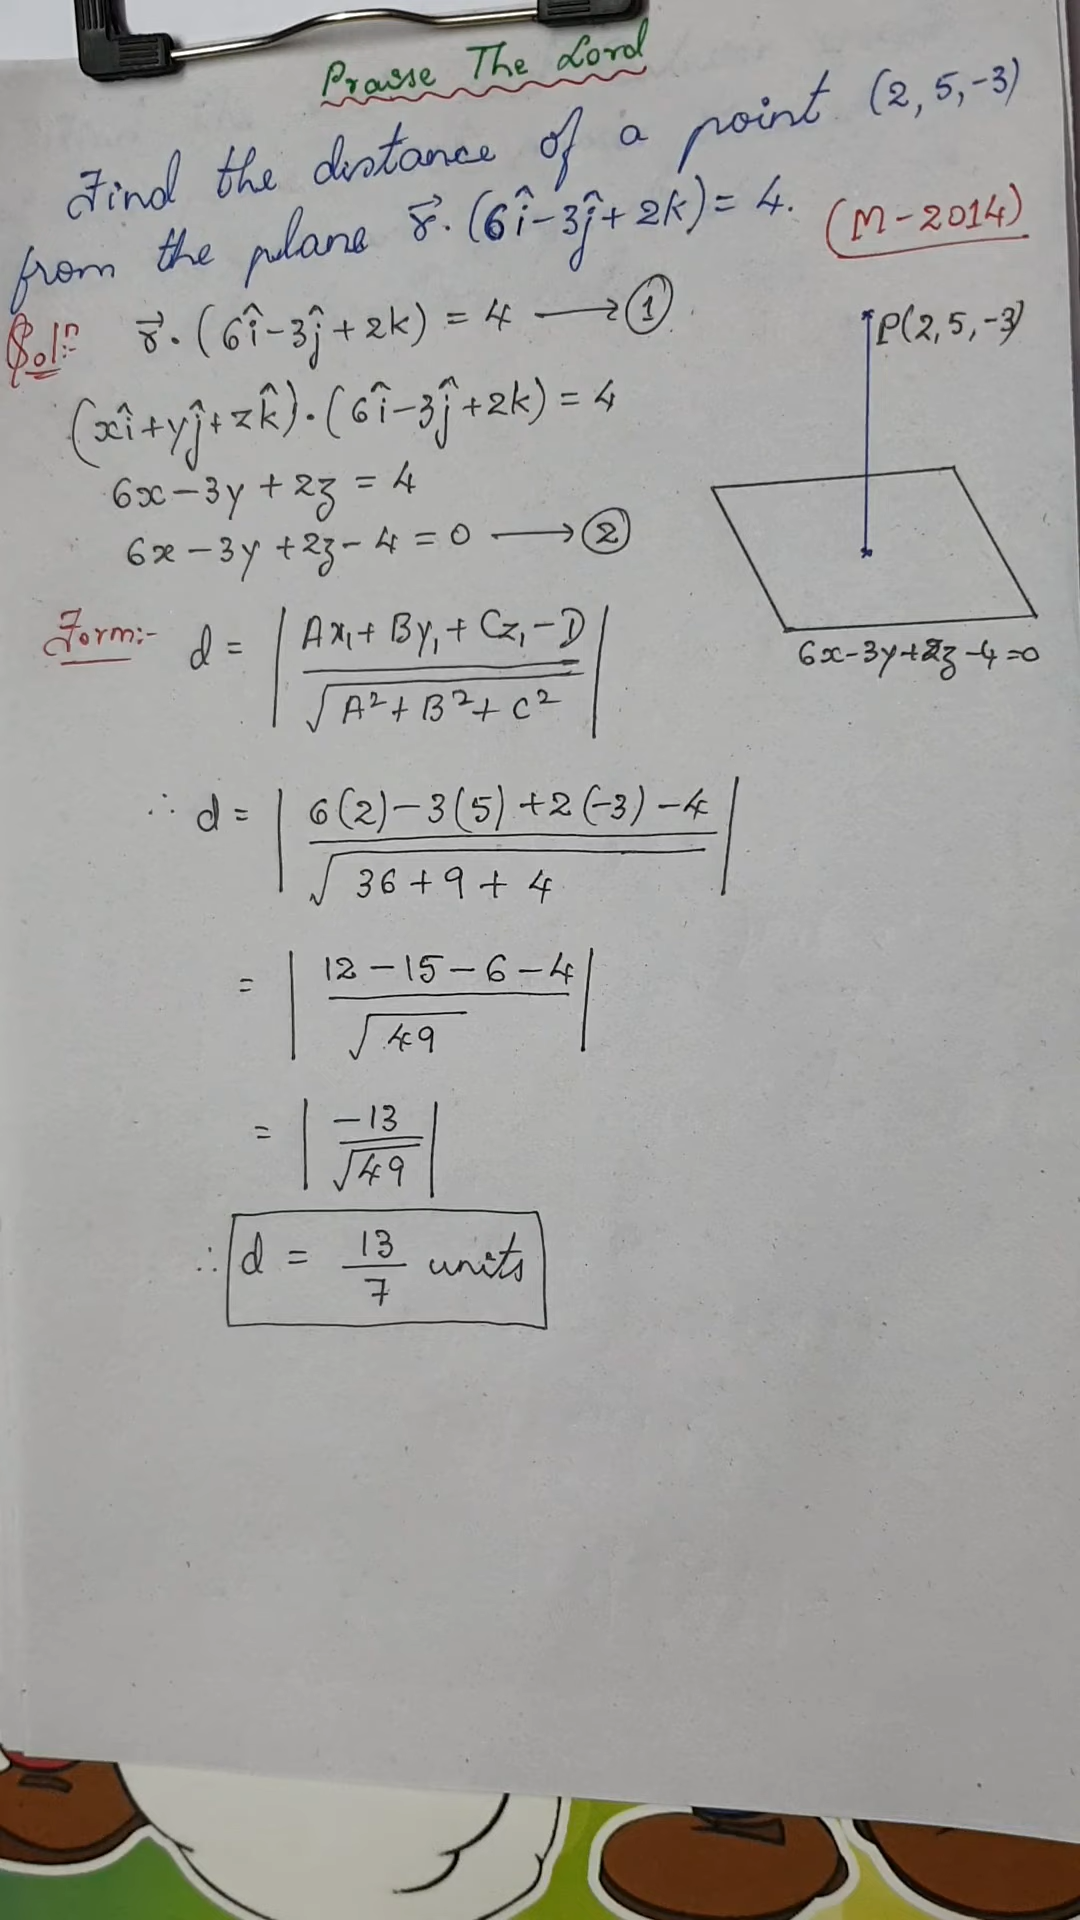 Praise The Lord
Find the distance of a point (2, 5, -3)
from the plane r⃗. (6î - 3ĵ + 2k) = 4. (M - 2014)
Solⁿ:- r⃗. (6î - 3ĵ + 2k) = 4 → ①
P(2, 5, -3)
(xî + yĵ + zk̂) . (6î - 3ĵ + 2k) = 4
6x - 3y + 2z = 4
6x - 3y + 2z - 4 = 0 → ②
Form:- d = | Ax₁ + By₁ + Cz₁ - D / √A² + B² + C² |
6x - 3y + 2z - 4 = 0
∴ d = | 6(2) - 3(5) + 2(-3) - 4 / √36 + 9 + 4 |
= | 12 - 15 - 6 - 4 / √49 |
= | -13 / √49 |
∴ d = 13/7 units